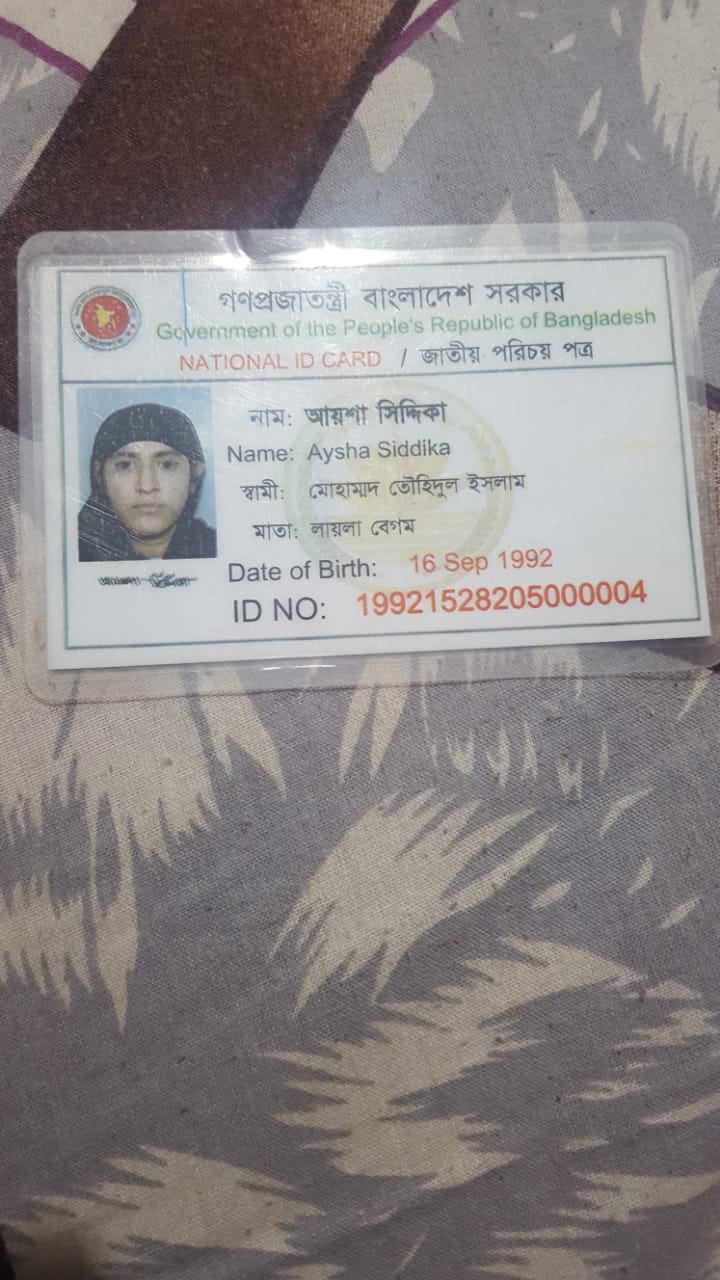 গণপ্রজাতন্ত্রী বাংলাদেশ সরকার
Government of the People's Republic of Bangladesh
NATIONAL ID CARD / জাতীয় পরিচয় পত্র
নাম: আয়শা সিদ্দিকা
Name: Aysha Siddika
স্বামী: মোহাম্মদ তৌহিদুল ইসলাম
মাতা: লায়লা বেগম
Date of Birth: 16 Sep 1992
ID NO: 19921528205000004